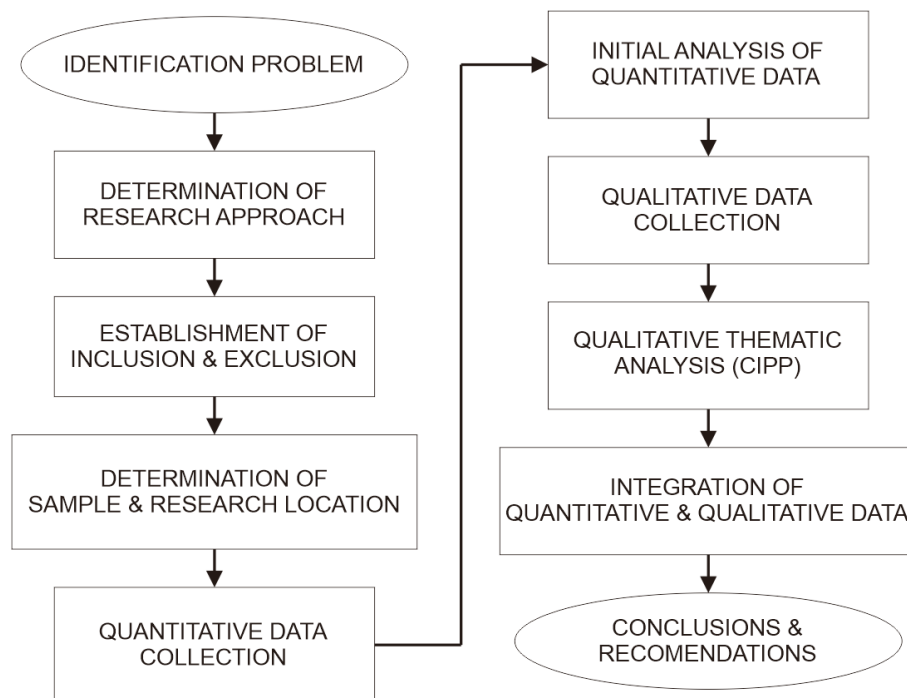 IDENTIFICATION PROBLEM
DETERMINATION OF
RESEARCH APPROACH
ESTABLISHMENT OF
INCLUSION & EXCLUSION
DETERMINATION OF
SAMPLE & RESEARCH LOCATION
QUANTITATIVE DATA
COLLECTION
INITIAL ANALYSIS OF
QUANTITATIVE DATA
QUALITATIVE DATA
COLLECTION
QUALITATIVE THEMATIC
ANALYSIS (CIPP)
INTEGRATION OF
QUANTITATIVE & QUALITATIVE DATA
CONCLUSIONS &
RECOMENDATIONS